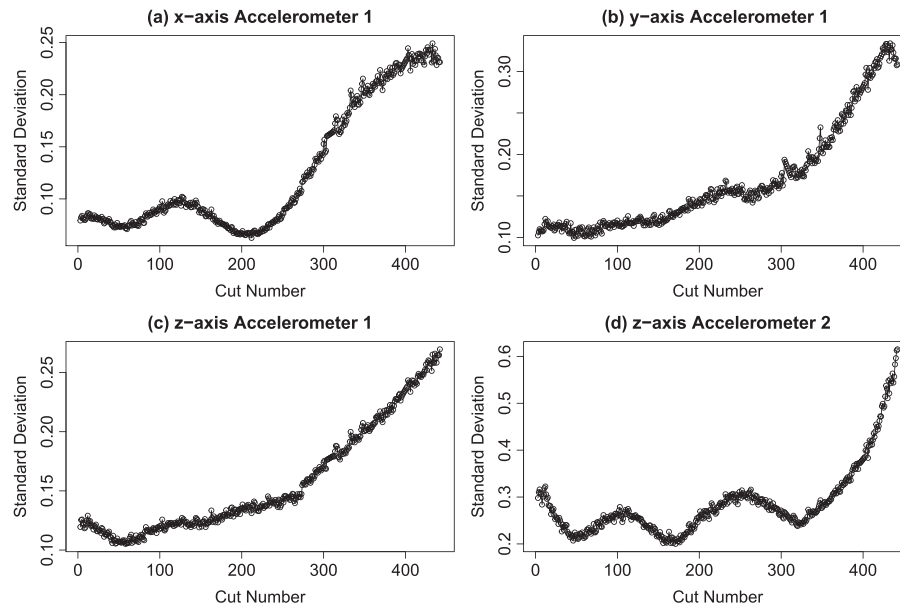 (a) x−axis Accelerometer 1
Standard Deviation
0.10 0.15 0.20 0.25
0 100 200 300 400
Cut Number
(b) y−axis Accelerometer 1
Standard Deviation
0.10 0.20 0.30
0 100 200 300 400
Cut Number
(c) z−axis Accelerometer 1
Standard Deviation
0.10 0.15 0.20 0.25
0 100 200 300 400
Cut Number
(d) z−axis Accelerometer 2
Standard Deviation
0.2 0.3 0.4 0.5 0.6
0 100 200 300 400
Cut Number